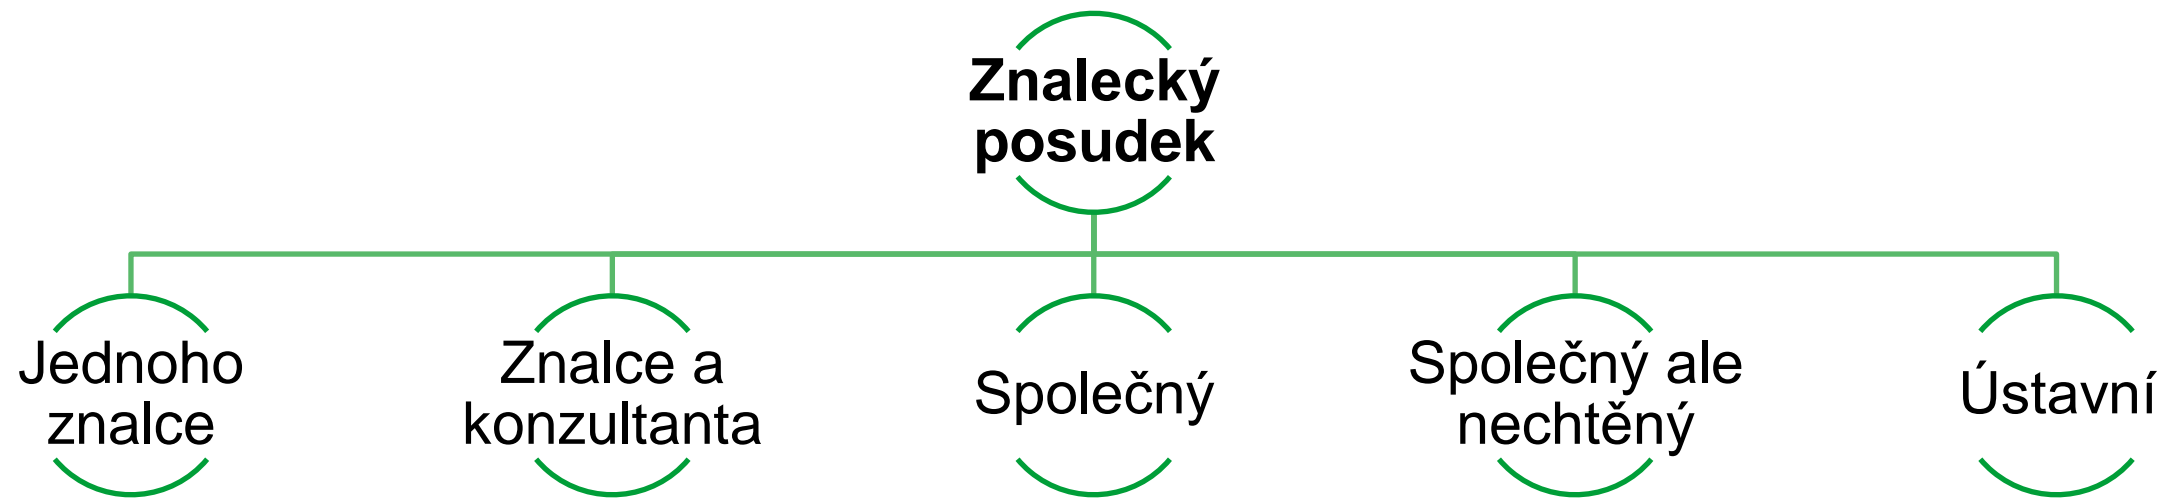 Znalecký
posudek
Jednoho
znalce
Znalce a
konzultanta
Společný
Společný ale
nechtěný
Ústavní